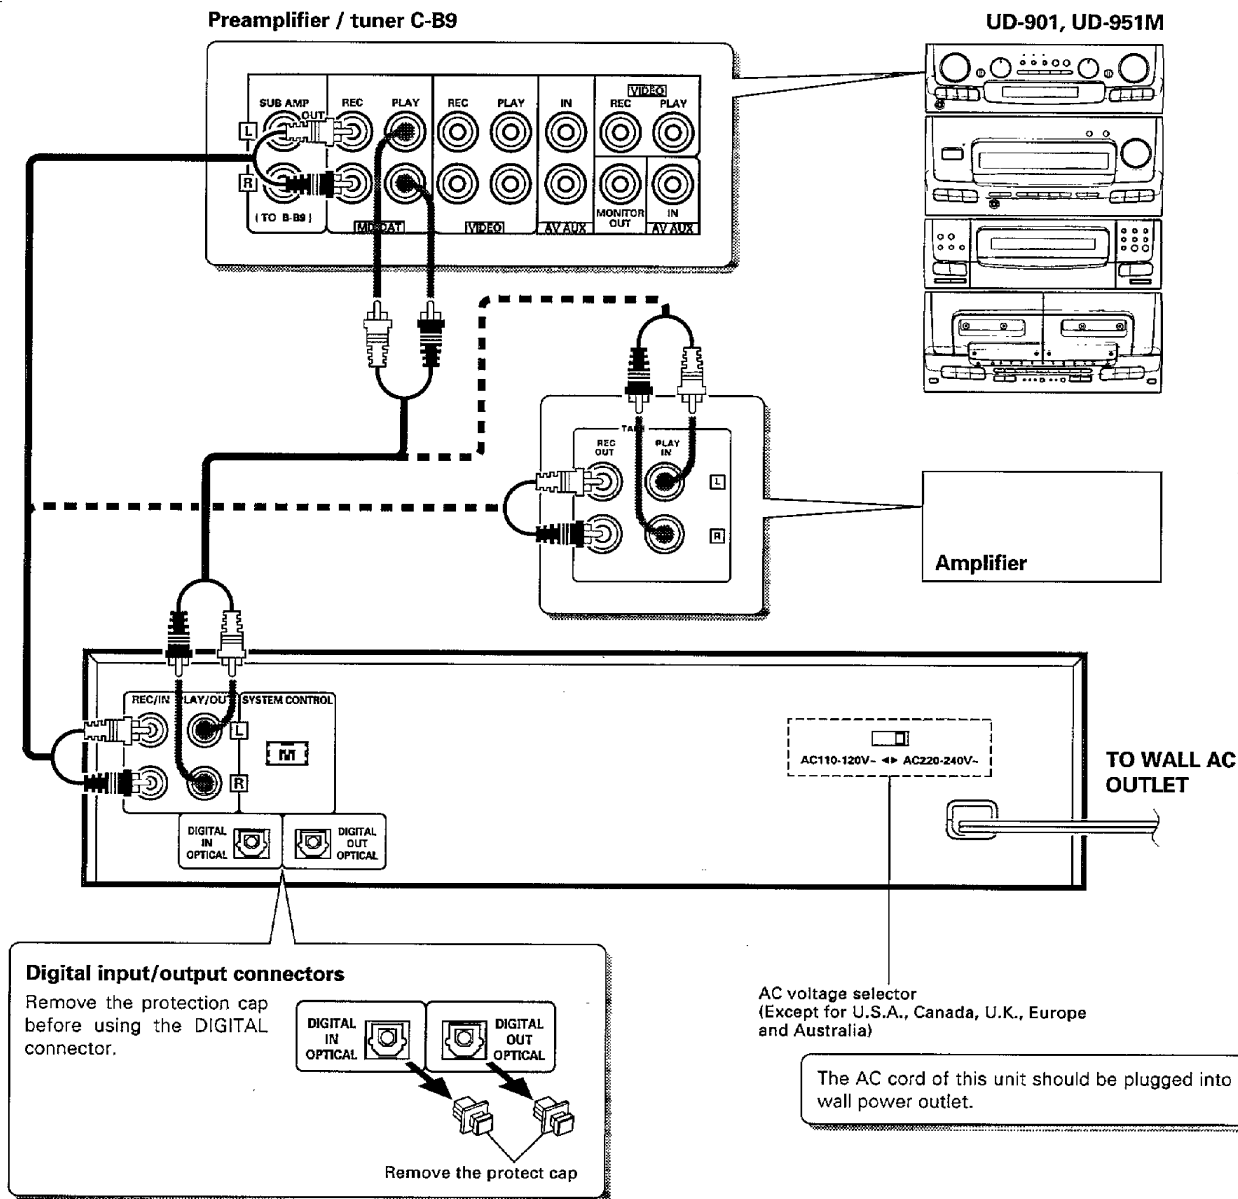 Preamplifier / tuner C-B9
UD-901, UD-951M
SUB AMP OUT
REC
PLAY
REC
PLAY
IN
VIDEO
REC
PLAY
L
R
(TO B-B9)
MD/DAT
VIDEO
AV AUX
MONITOR
OUT
IN
AV AUX
REC
OUT
PLAY
IN
L
R
Amplifier
REC/IN
PLAY/OUT
SYSTEM CONTROL
L
R
AC110-120V~ ◄► AC220-240V~
TO WALL AC
OUTLET
DIGITAL
IN
OPTICAL
DIGITAL
OUT
OPTICAL
Digital input/output connectors
Remove the protection cap
before using the DIGITAL
connector.
DIGITAL
IN
OPTICAL
DIGITAL
OUT
OPTICAL
Remove the protect cap
AC voltage selector
(Except for U.S.A., Canada, U.K., Europe
and Australia)
The AC cord of this unit should be plugged into
wall power outlet.